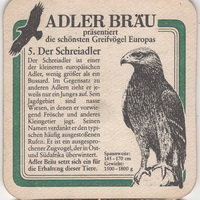 ADLER BRÄU
präsentiert
die schönsten Greifvögel Europas
5. Der Schreiadler
Der Schreiadler ist einer
der kleineren europäischen
Adler, wenig größer als ein
Bussard. Im Gegensatz zu
anderen Adlern zieht er je-
weils nur ein Junges auf. Sein
Jagdgebiet sind nasse
Wiesen, in denen er vorwie-
gend Frösche und anderes
Kleingetier jagt. Seinen
Namen verdankt er den typi-
schen häufig ausgestoßenen
Rufen. Er ist ein ausgespro-
chener Zugvogel, der in Ost-
und Südafrika überwintert.
Adler Bräu setzt sich ein für
die Erhaltung dieser Tiere.
Spannweite:
145 - 170 cm
Gewicht:
1100 - 1800 g